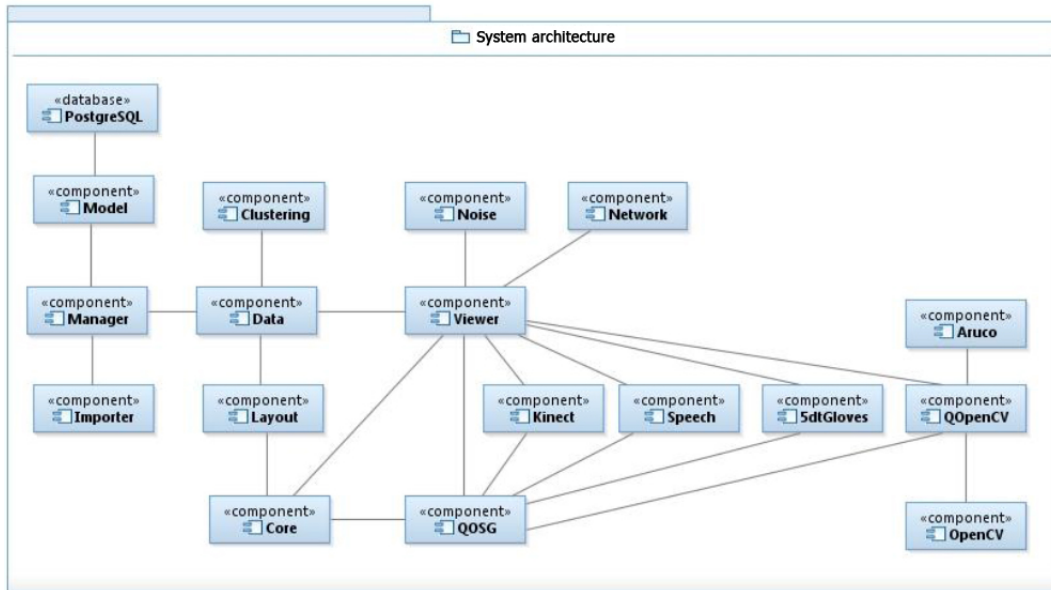 System architecture
«database»
PostgreSQL
«component»
Model
«component»
Clustering
«component»
Noise
«component»
Network
«component»
Manager
«component»
Data
«component»
Viewer
«component»
Aruco
«component»
Importer
«component»
Layout
«component»
Kinect
«component»
Speech
«component»
5dtGloves
«component»
QOpenCV
«component»
Core
«component»
QOSG
«component»
OpenCV